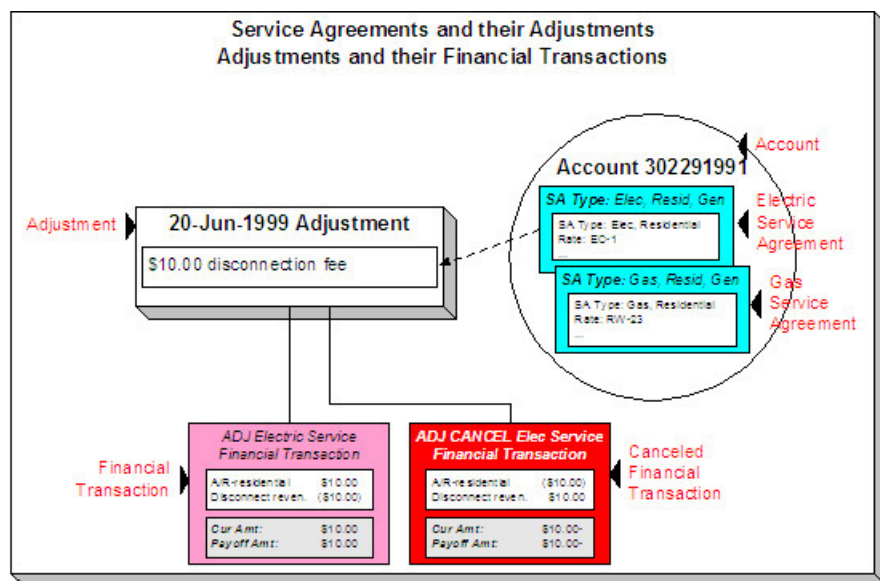 Service Agreements and their Adjustments
Adjustments and their Financial Transactions
Account
Account 302291991
Adjustment
20-Jun-1999 Adjustment
$10.00 disconnection fee
SA Type: Elec, Resid, Gen
SA Type: Elec, Residential
Rate: EC-1
...
Electric
Service
Agreement
SA Type: Gas, Resid, Gen
SA Type: Gas, Residential
Rate: RW-23
...
Gas
Service
Agreement
Financial
Transaction
ADJ Electric Service
Financial Transaction
A/R-residential $10.00
Disconnect reven. ($10.00)
Cur Amt: $10.00
Payoff Amt: $10.00
ADJ CANCEL Elec Service
Financial Transaction
A/R-residential ($10.00)
Disconnect reven. $10.00
Cur Amt: $10.00-
Payoff Amt: $10.00-
Canceled
Financial
Transaction